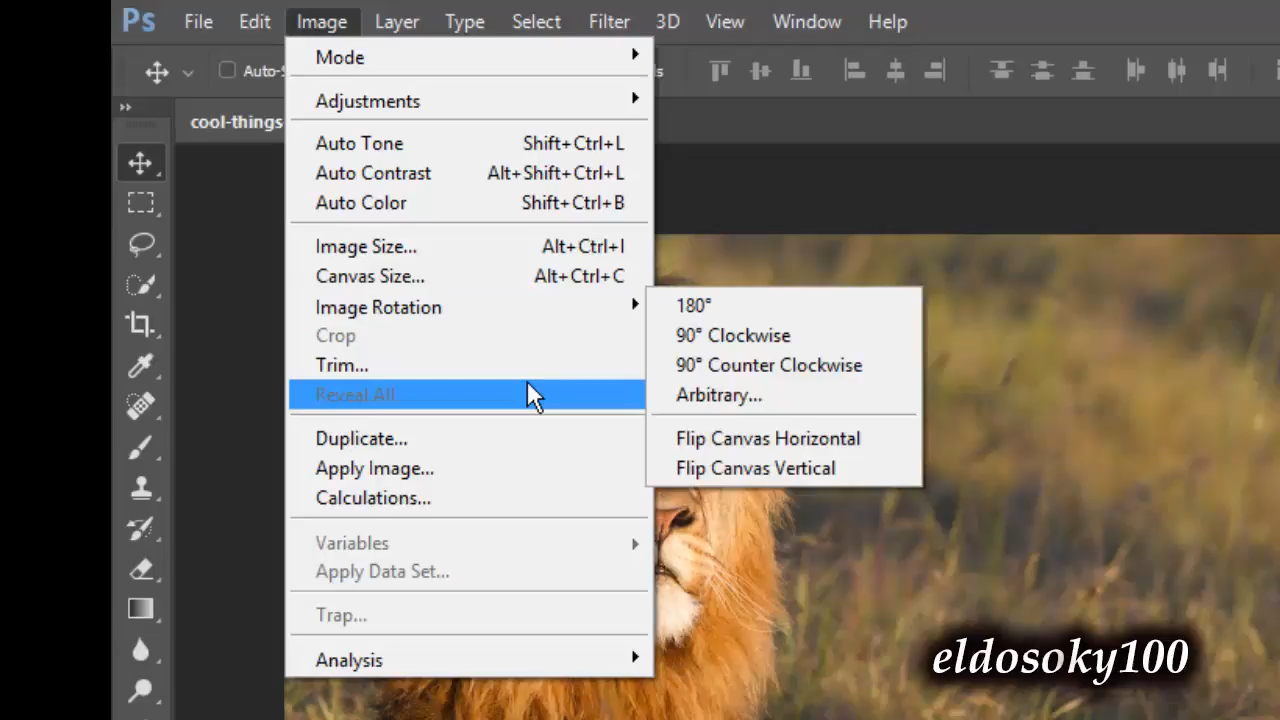 Ps File Edit Image Layer Type Select Filter 3D View Window Help
Auto-S
cool-things
Mode
Adjustments
Auto Tone Shift+Ctrl+L
Auto Contrast Alt+Shift+Ctrl+L
Auto Color Shift+Ctrl+B
Image Size... Alt+Ctrl+I
Canvas Size... Alt+Ctrl+C
Image Rotation
Crop
Trim...
Reveal All
Duplicate...
Apply Image...
Calculations...
Variables
Apply Data Set...
Trap...
Analysis
180°
90° Clockwise
90° Counter Clockwise
Arbitrary...
Flip Canvas Horizontal
Flip Canvas Vertical
eldosoky100